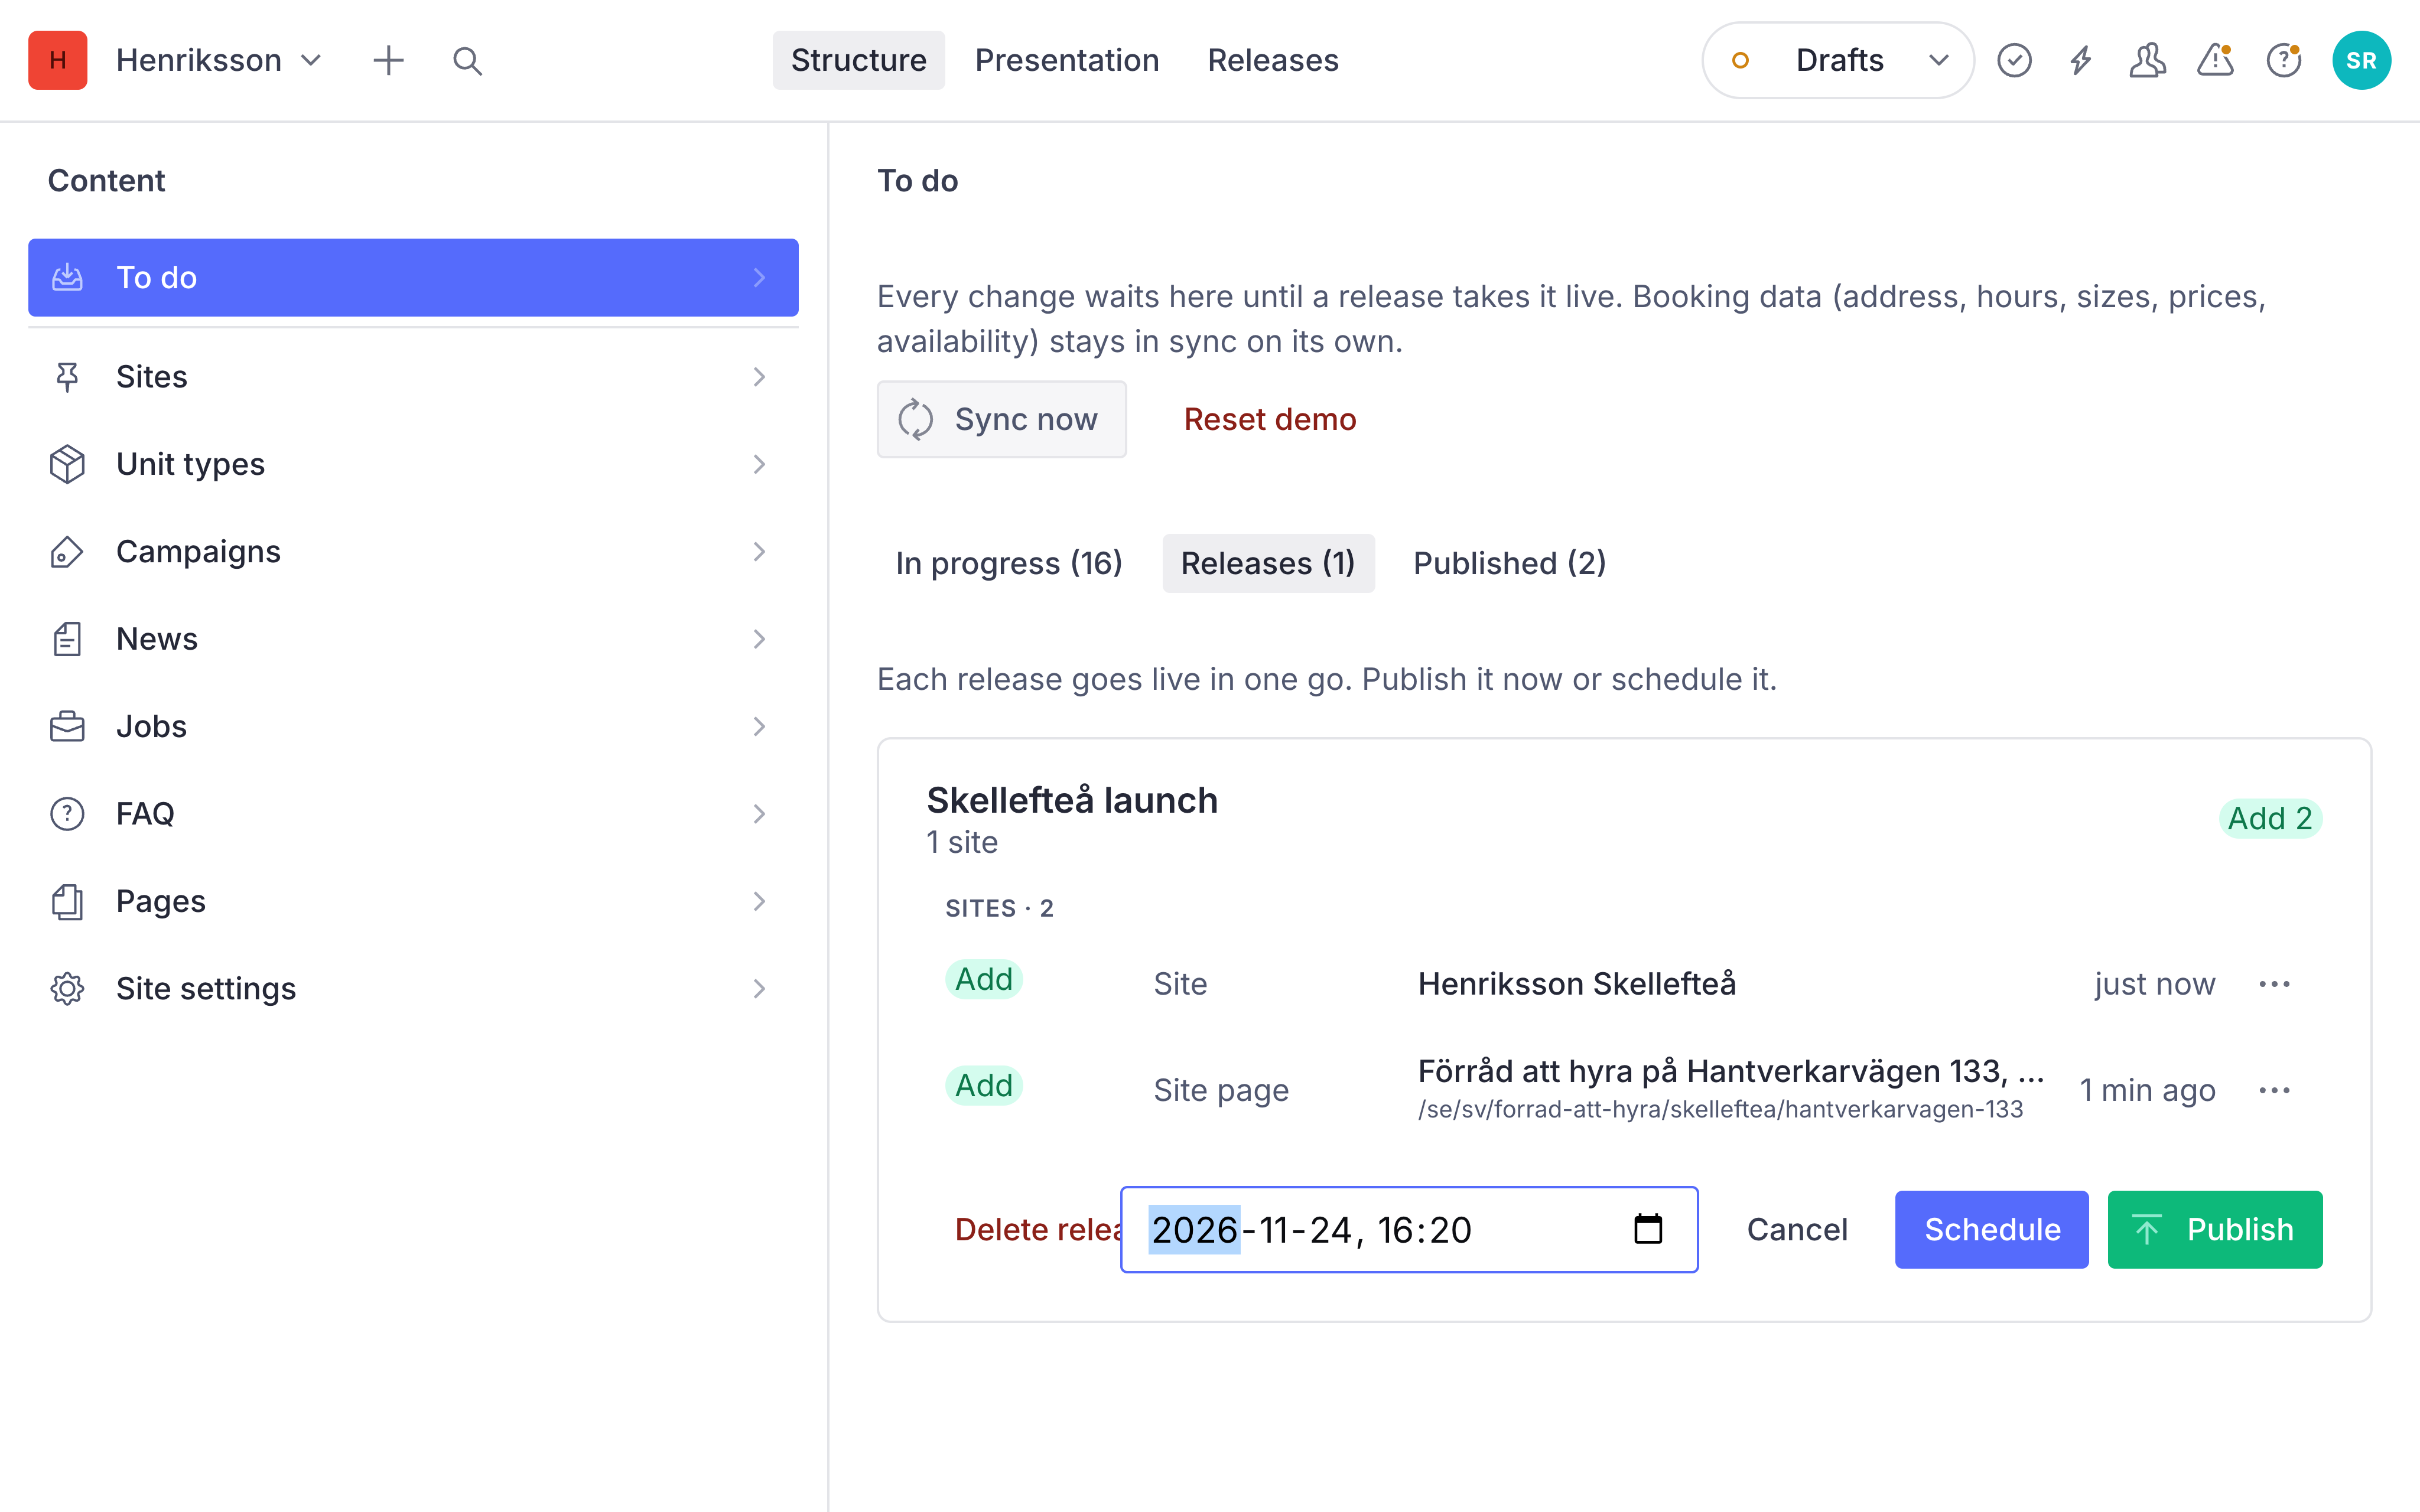 H Henriksson Structure Presentation Releases Drafts SR
Content
To do
Sites
Unit types
Campaigns
News
Jobs
FAQ
Pages
Site settings
To do
Every change waits here until a release takes it live. Booking data (address, hours, sizes, prices,
availability) stays in sync on its own.
Sync now Reset demo
In progress (16) Releases (1) Published (2)
Each release goes live in one go. Publish it now or schedule it.
Skellefteå launch
1 site
Add 2
SITES · 2
Add Site Henriksson Skellefteå just now
Add Site page Förråd att hyra på Hantverkarvägen 133, ... 1 min ago
/se/sv/forrad-att-hyra/skelleftea/hantverkarvagen-133
Delete relea 2026-11-24, 16:20 Cancel Schedule Publish